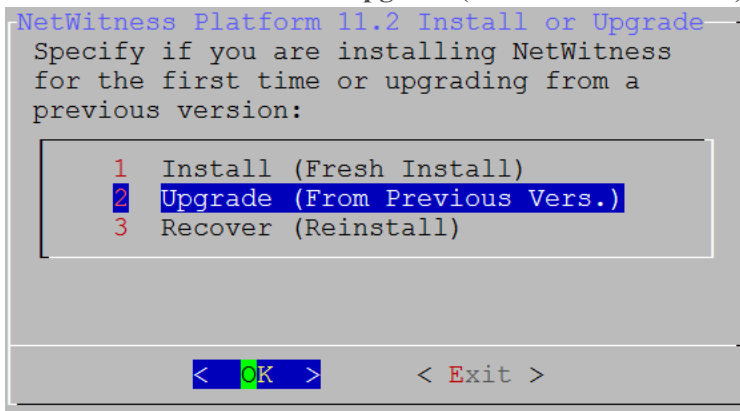 NetWitness Platform 11.2 Install or Upgrade
Specify if you are installing NetWitness
for the first time or upgrading from a
previous version:
1 Install (Fresh Install)
2 Upgrade (From Previous Vers.)
3 Recover (Reinstall)
< OK > < Exit >